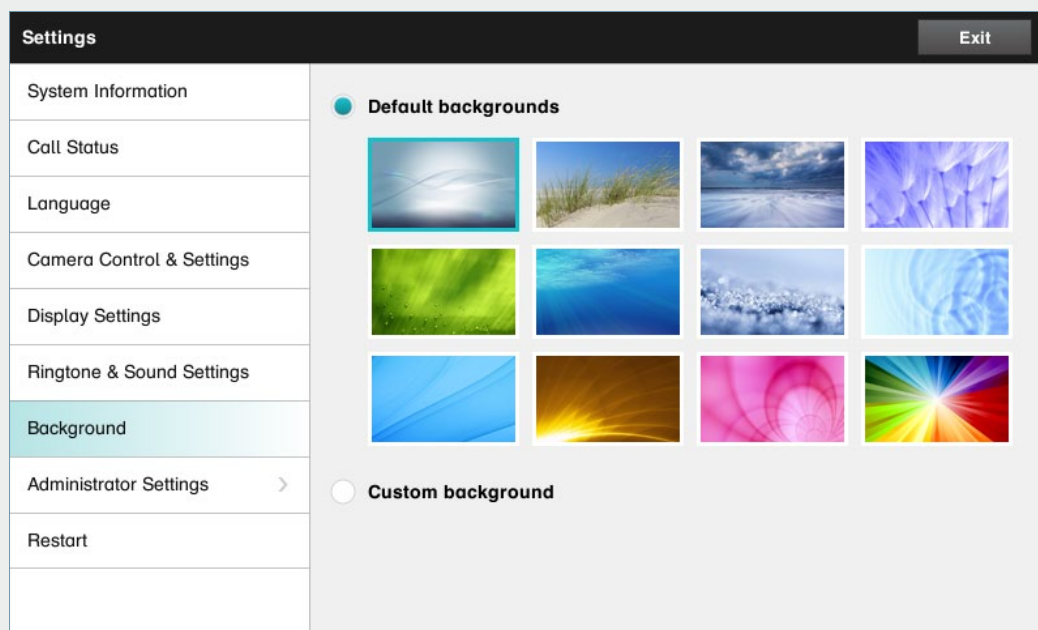 Settings
Exit
System Information
Call Status
Language
Camera Control & Settings
Display Settings
Ringtone & Sound Settings
Background
Administrator Settings
Restart
Default backgrounds
Custom background